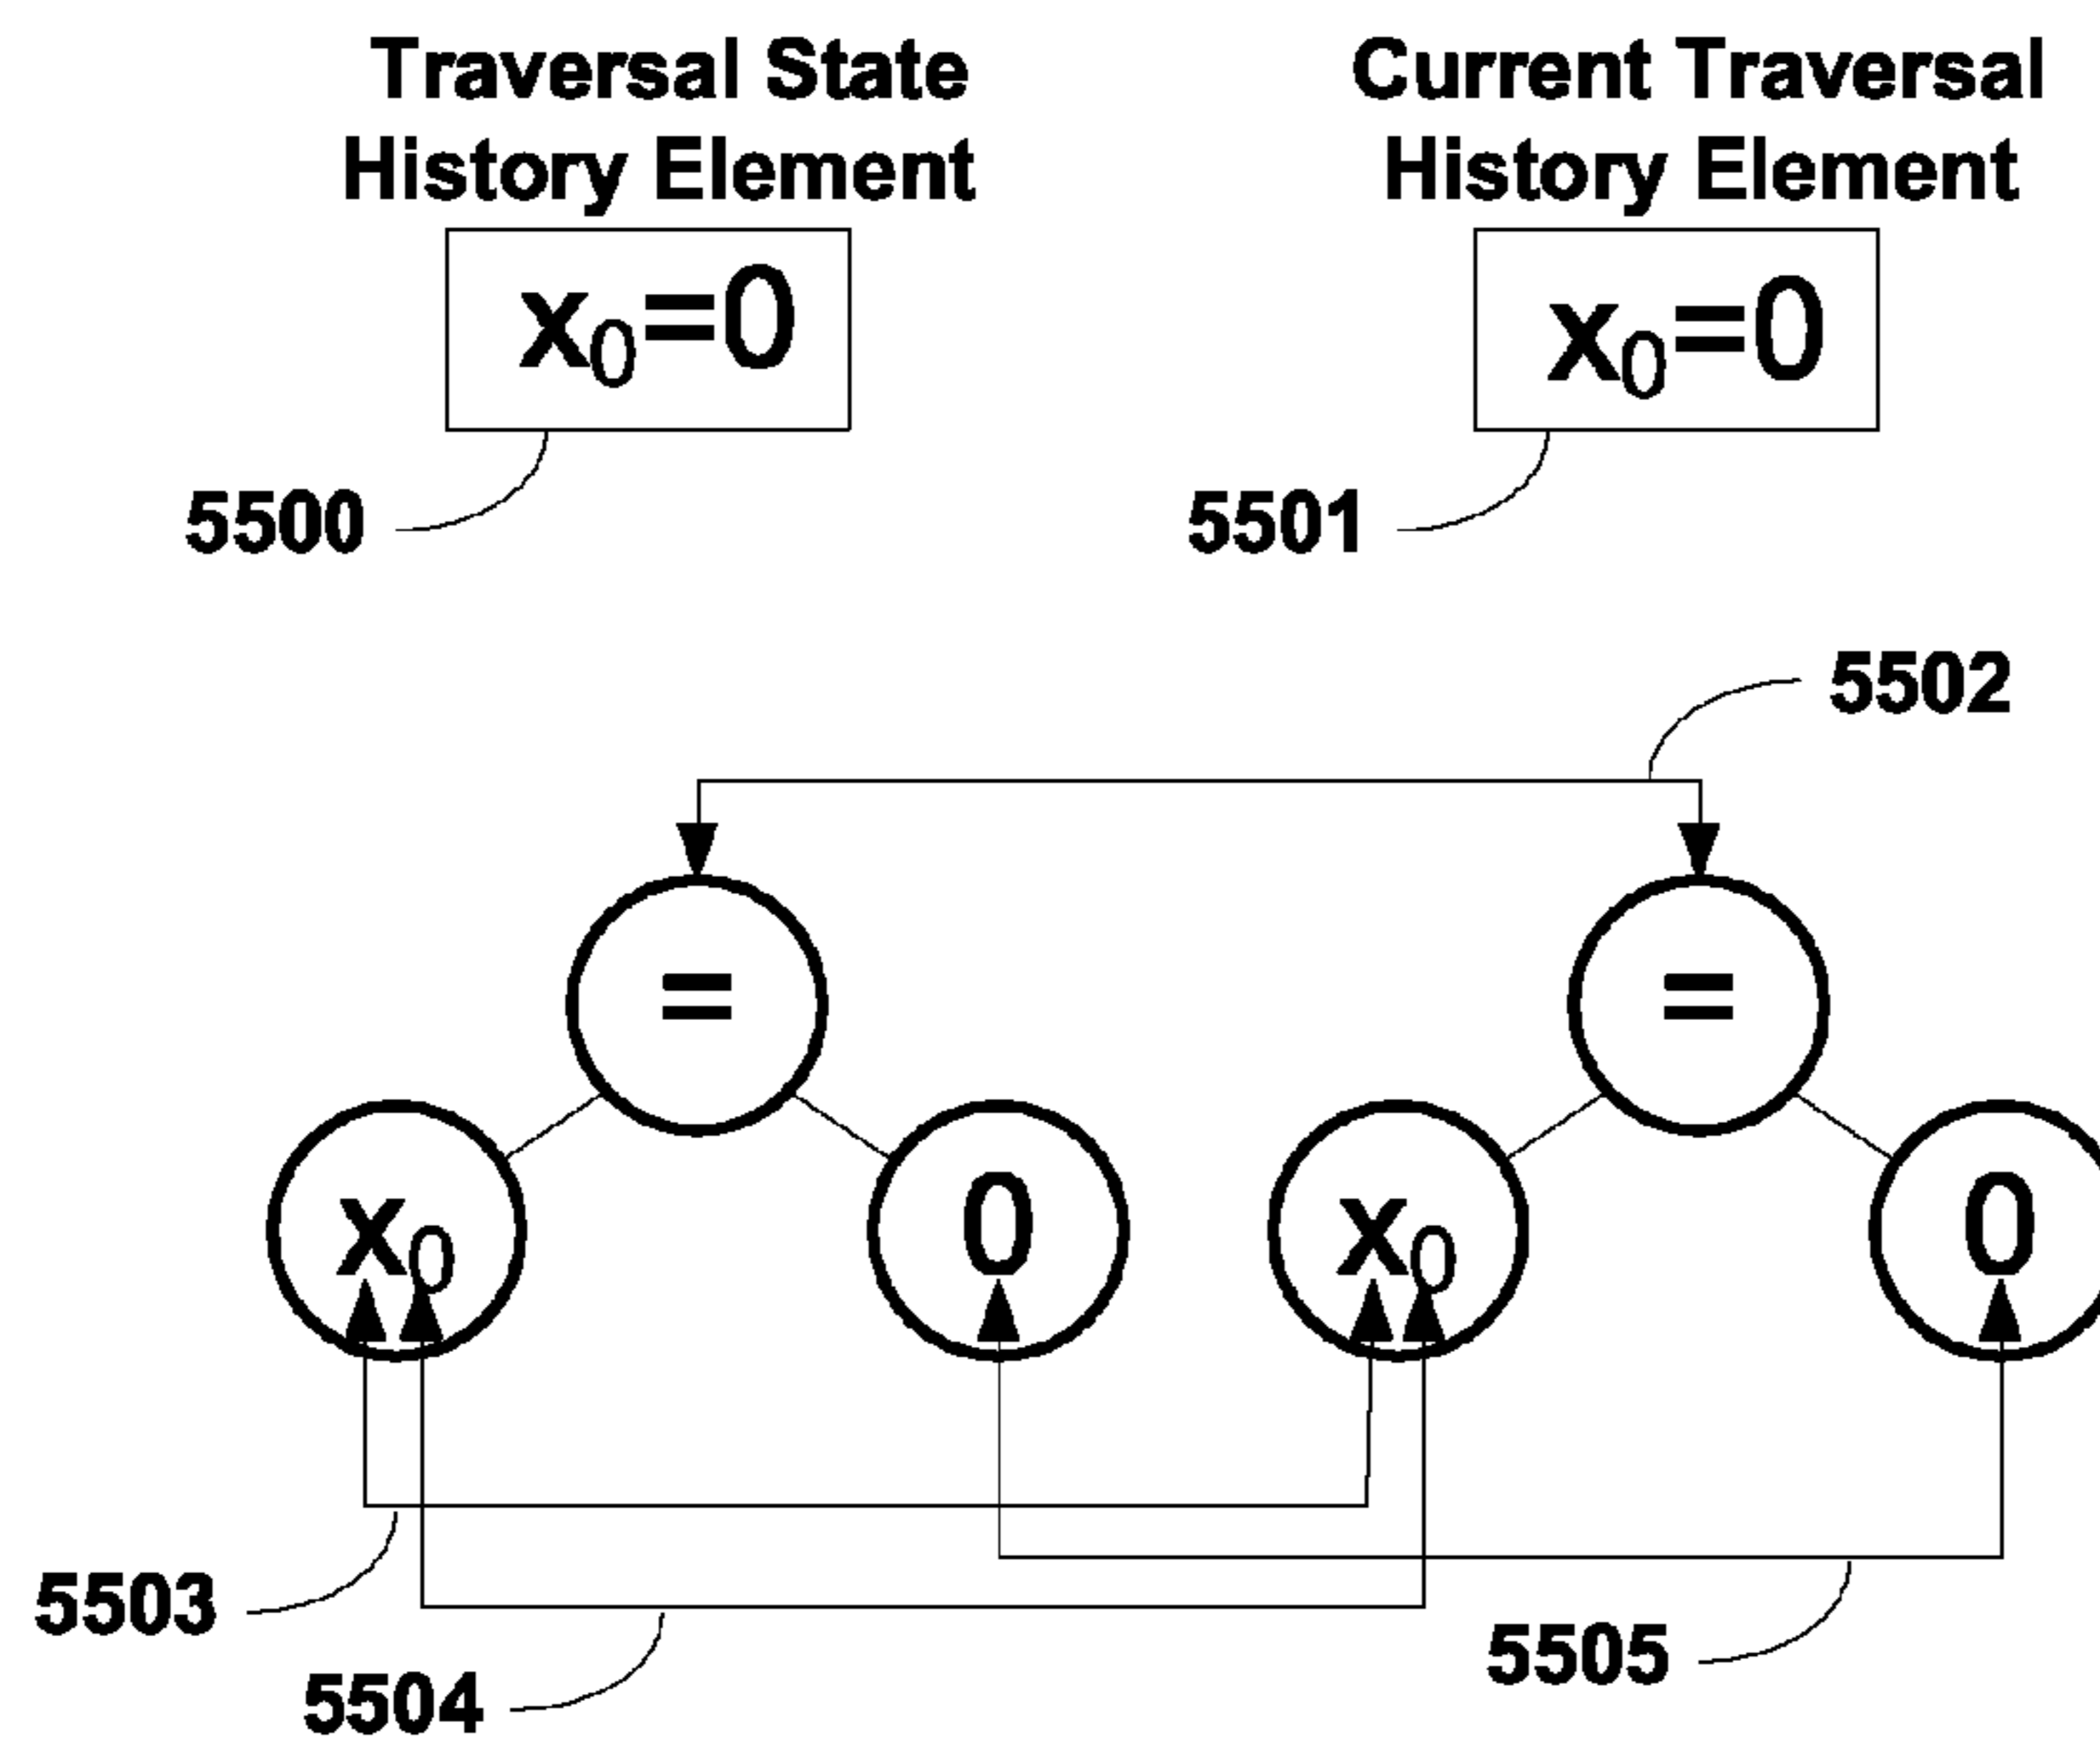 Traversal State
History Element
x₀=0
5500
Current Traversal
History Element
x₀=0
5501
5502
=
=
x₀
0
x₀
0
5503
5504
5505